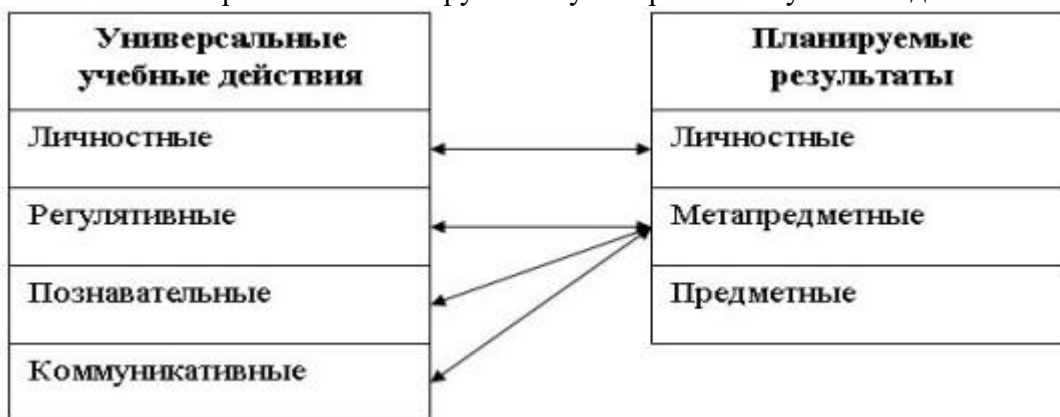 Универсальные
учебные действия
Личностные
Регулятивные
Познавательные
Коммуникативные
Планируемые
результаты
Личностные
Метапредметные
Предметные